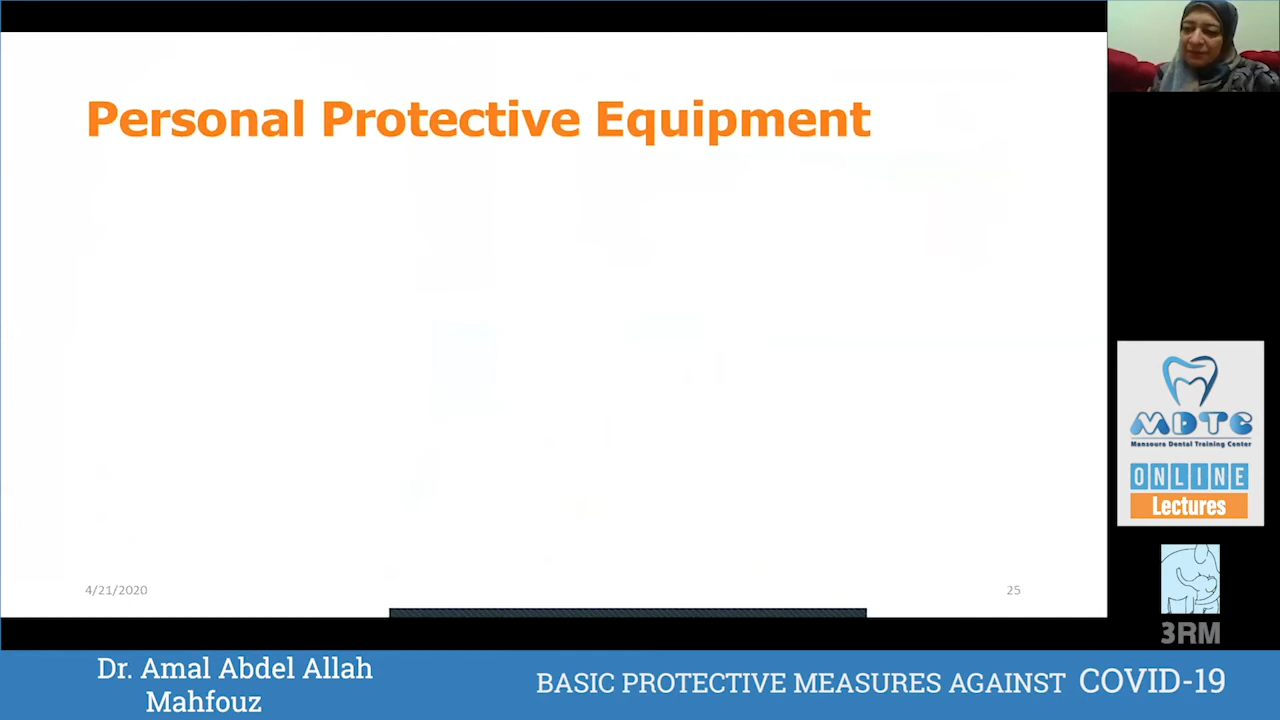 Personal Protective Equipment
4/21/2020
25
MDTC
Mansoura Dental Training Center
ONLINE
Lectures
3RM
Dr. Amal Abdel Allah
Mahfouz
BASIC PROTECTIVE MEASURES AGAINST COVID-19